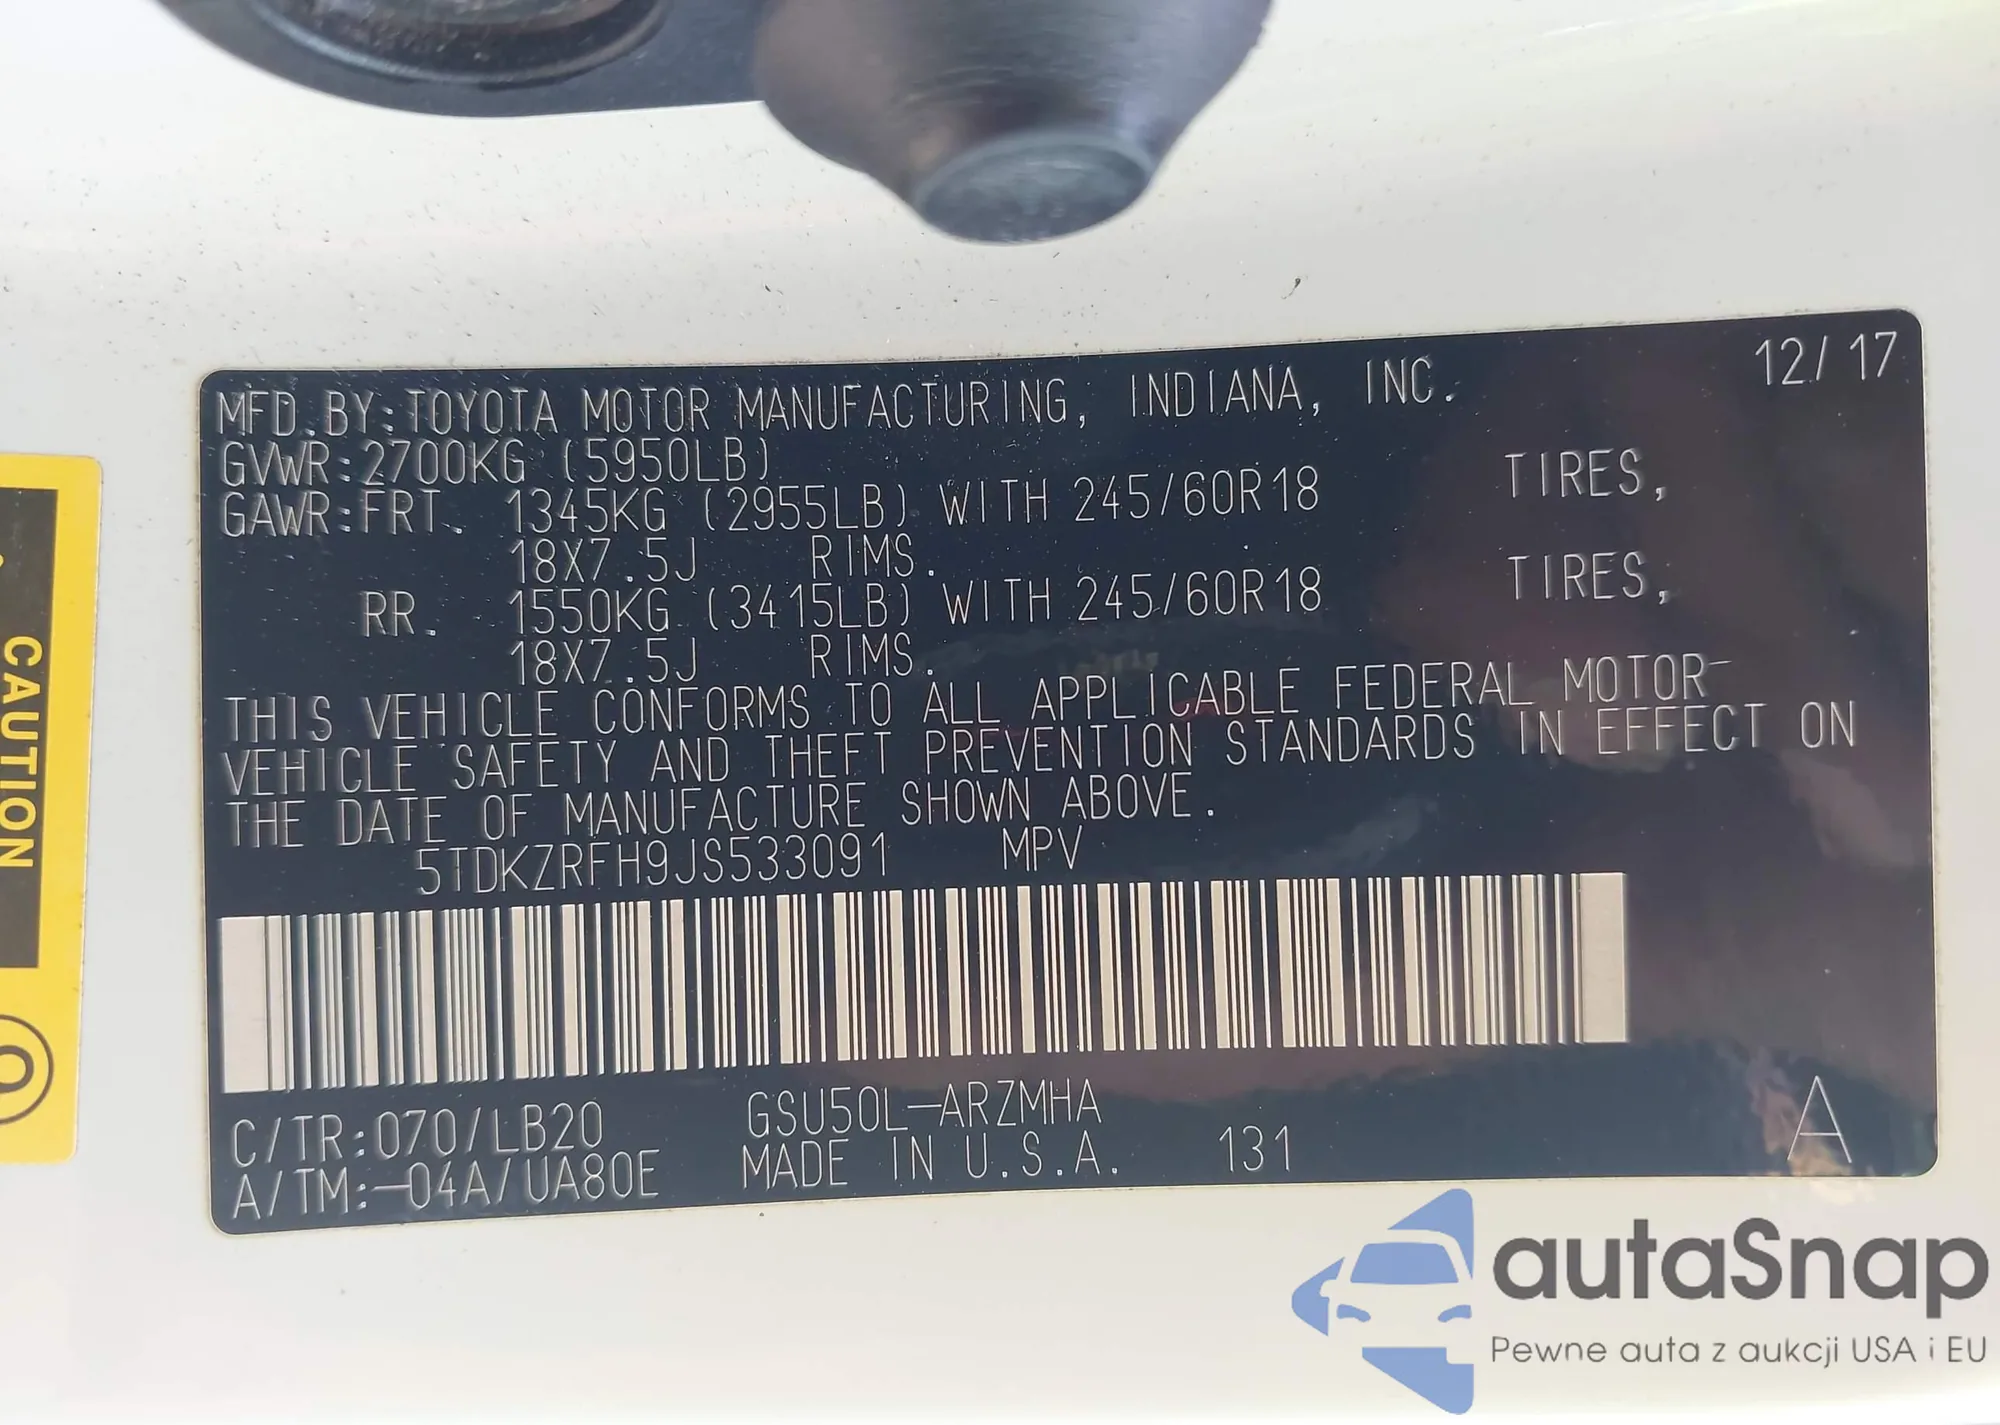 12/17
MFD.BY:TOYOTA MOTOR MANUFACTURING, INDIANA, INC.
GVWR:2700KG (5950LB)
GAWR:FRT. 1345KG (2955LB) WITH 245/60R18 TIRES,
18X7.5J RIMS.
RR. 1550KG (3415LB) WITH 245/60R18 TIRES,
18X7.5J RIMS.
THIS VEHICLE CONFORMS TO ALL APPLICABLE FEDERAL MOTOR-
VEHICLE SAFETY AND THEFT PREVENTION STANDARDS IN EFFECT ON
THE DATE OF MANUFACTURE SHOWN ABOVE.
5TDKZRFH9JS533091 MPV
C/TR:070/LB20 GSU50L-ARZMHA
A/TM:-04A/UA80E MADE IN U.S.A. 131 A
CAUTION
autaSnap
Pewne auta z aukcji USA i EU